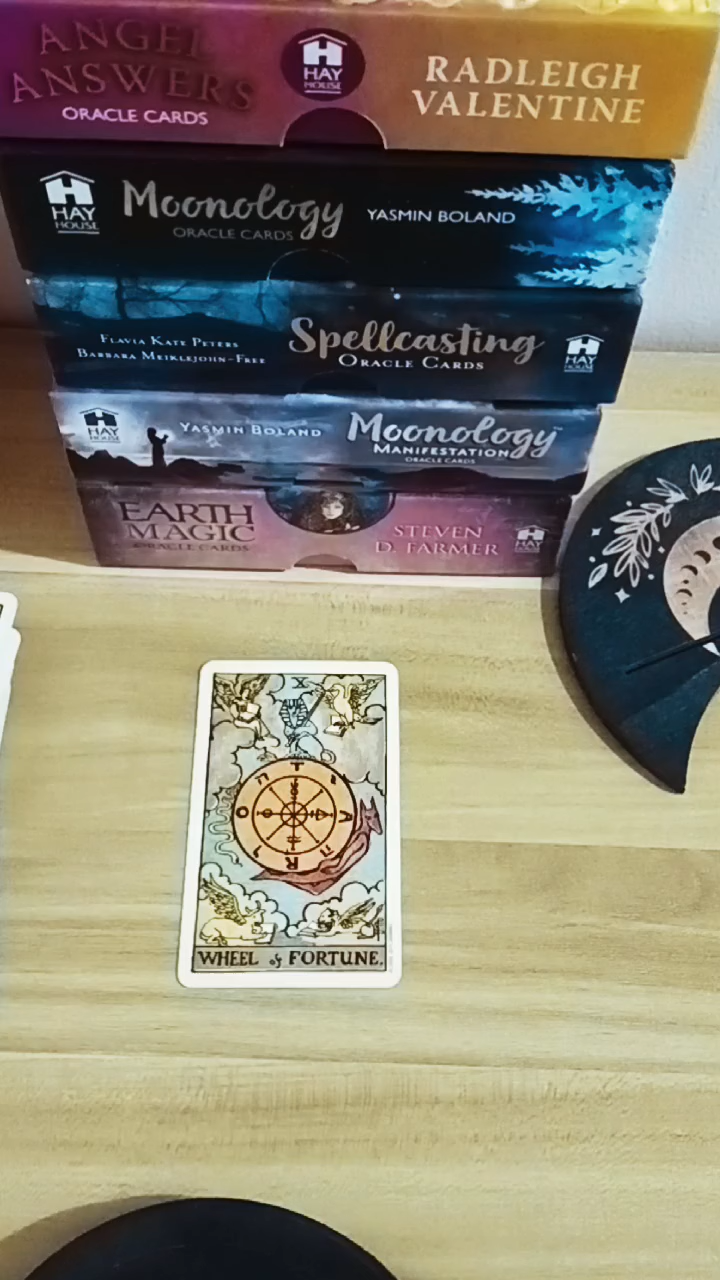 ANGEL
ANSWERS
ORACLE CARDS
HAY
HOUSE
RADLEIGH
VALENTINE
HAY
HOUSE
Moonology
ORACLE CARDS
YASMIN BOLAND
FLAVIA KATE PETERS
BARBARA MEIKLEJOHN-FREE
Spellcasting
ORACLE CARDS
HAY
HOUSE
HAY
HOUSE
YASMIN BOLAND
Moonology™
MANIFESTATION
ORACLE CARDS
EARTH
MAGIC
ORACLE CARDS
STEVEN
D. FARMER
HAY
HOUSE
X
T
A
R
O
WHEEL of FORTUNE.